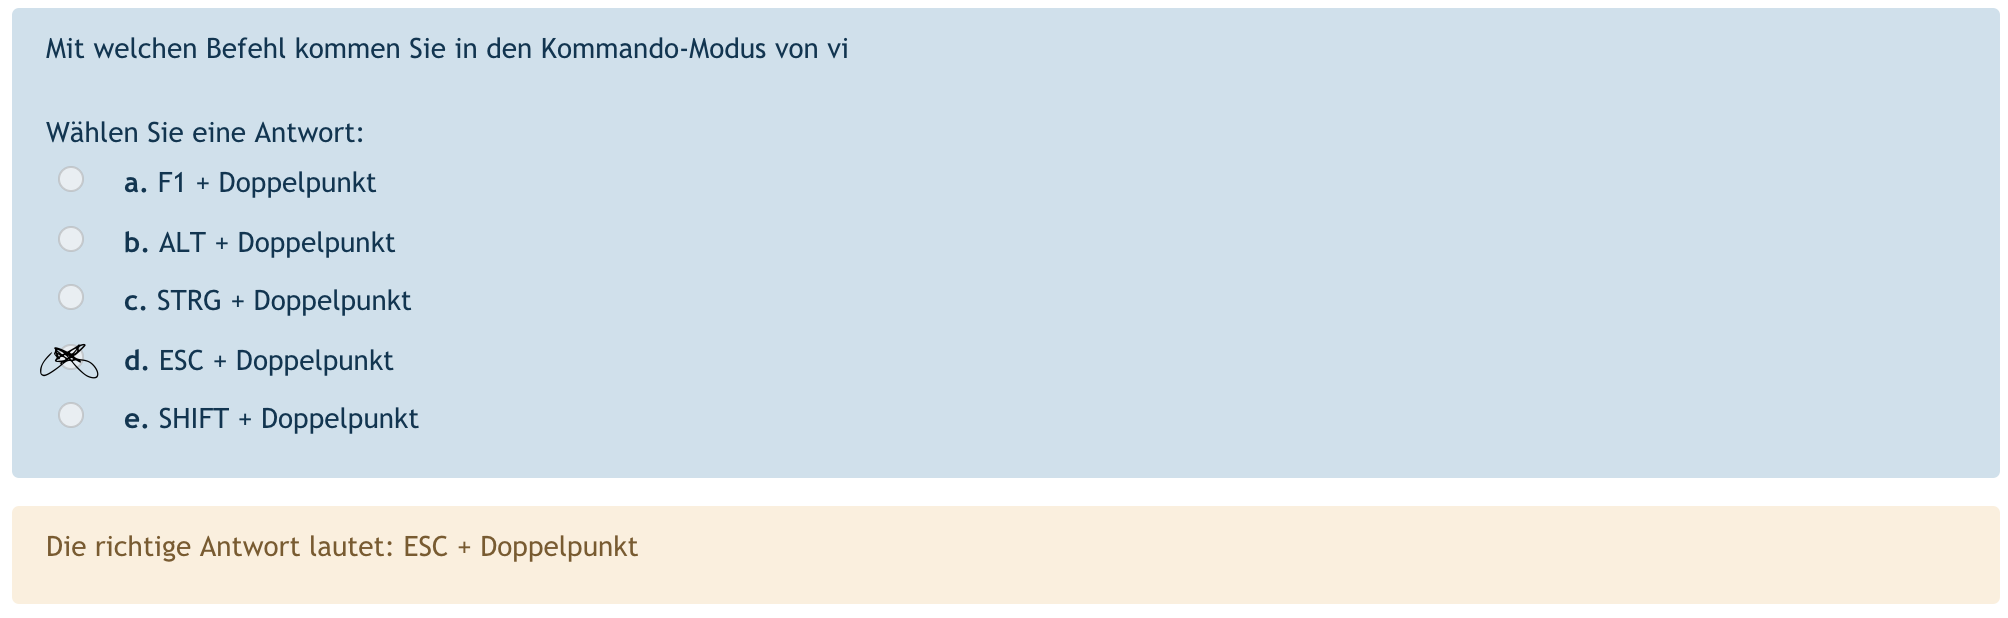 Mit welchen Befehl kommen Sie in den Kommando-Modus von vi
Wählen Sie eine Antwort:
a. F1 + Doppelpunkt
b. ALT + Doppelpunkt
c. STRG + Doppelpunkt
d. ESC + Doppelpunkt
e. SHIFT + Doppelpunkt
Die richtige Antwort lautet: ESC + Doppelpunkt